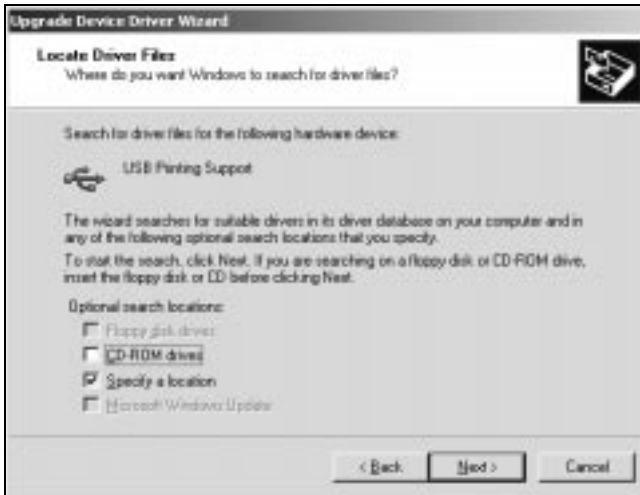 Upgrade Device Driver Wizard
Locate Driver Files
Where do you want Windows to search for driver files?
Search for driver files for the following hardware device:
USB Printing Support
The wizard searches for suitable drivers in its driver database on your computer and in
any of the following optional search locations that you specify.
To start the search, click Next. If you are searching on a floppy disk or CD-ROM drive,
insert the floppy disk or CD before clicking Next.
Optional search locations:
Floppy disk drives
CD-ROM drives
Specify a location
Microsoft Windows Update
< Back
Next >
Cancel